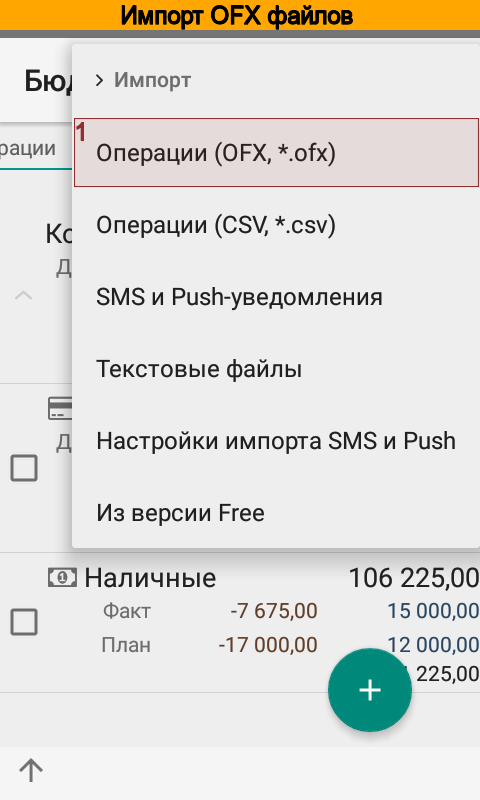 Импорт OFX файлов
Бюд
Импорт
рации
1
Операции (OFX, *.ofx)
Операции (CSV, *.csv)
Ко
Д
SMS и Push-уведомления
Текстовые файлы
Настройки импорта SMS и Push
Д
Из версии Free
Наличные 106 225,00
Факт -7 675,00 15 000,00
План -17 000,00 12 000,00
225,00